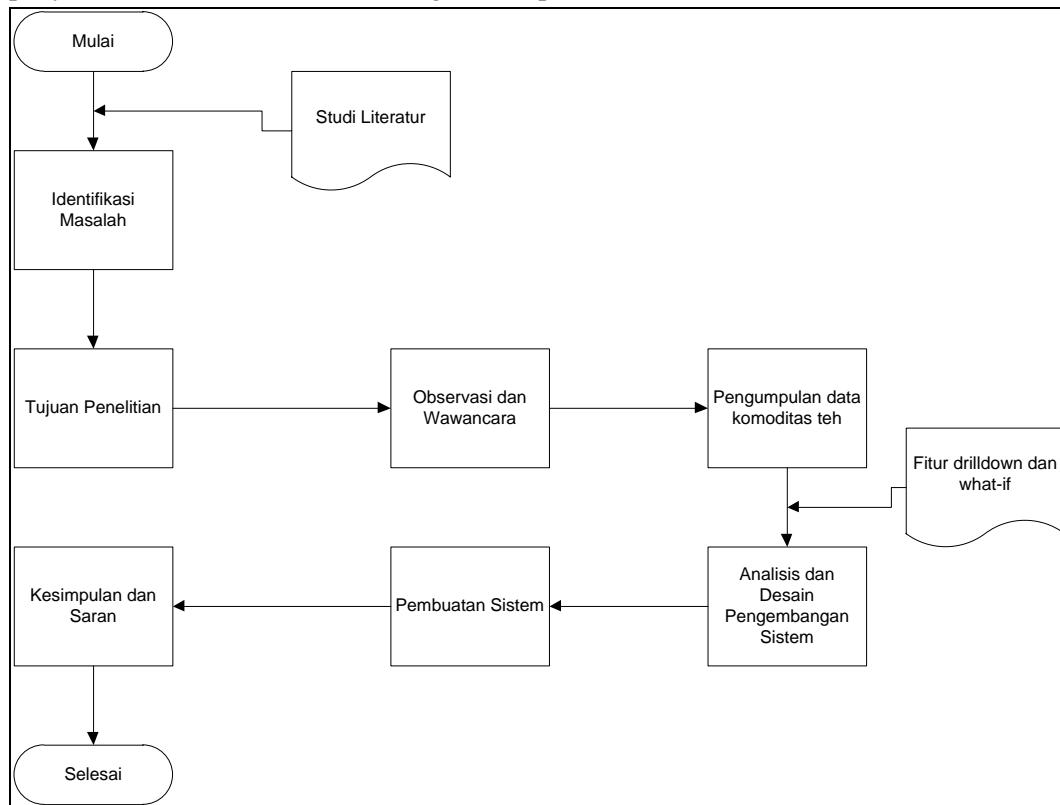 Mulai
Studi Literatur
Identifikasi
Masalah
Tujuan Penelitian
Observasi dan
Wawancara
Pengumpulan data
komoditas teh
Fitur drilldown dan
what-if
Analisis dan
Desain
Pengembangan
Sistem
Pembuatan Sistem
Kesimpulan dan
Saran
Selesai